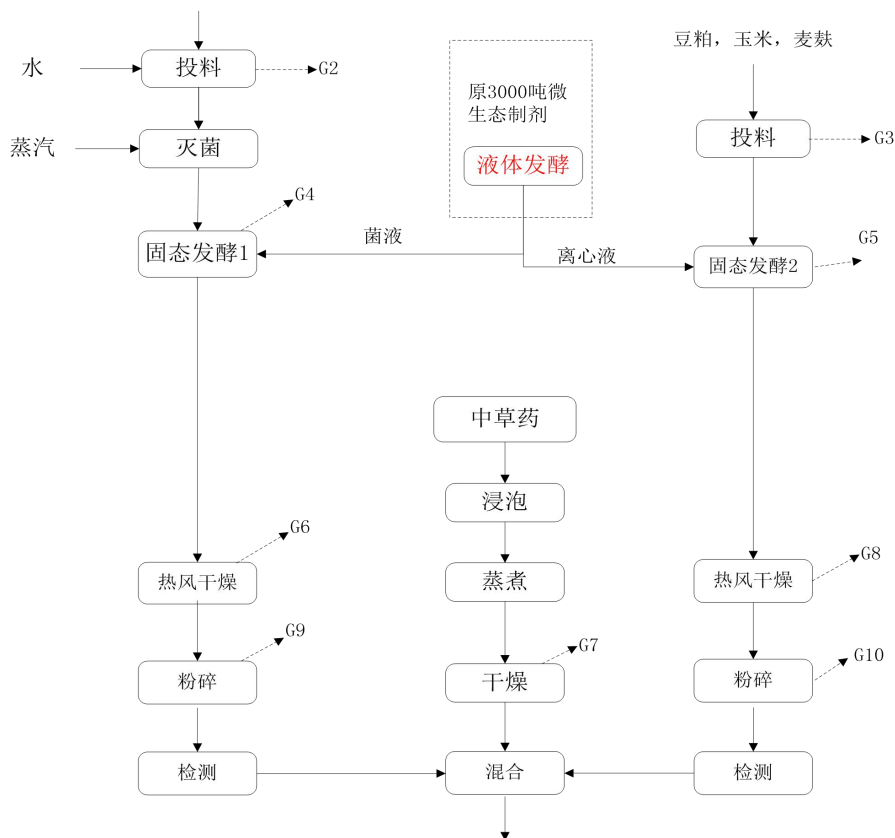 豆粕，玉米，麦麸
水
投料
G2
原3000吨微
生态制剂
蒸汽
灭菌
液体发酵
投料
G3
G4
固态发酵1
菌液
离心液
固态发酵2
G5
中草药
浸泡
G6
热风干燥
蒸煮
热风干燥
G8
G9
粉碎
G7
干燥
粉碎
G10
检测
混合
检测